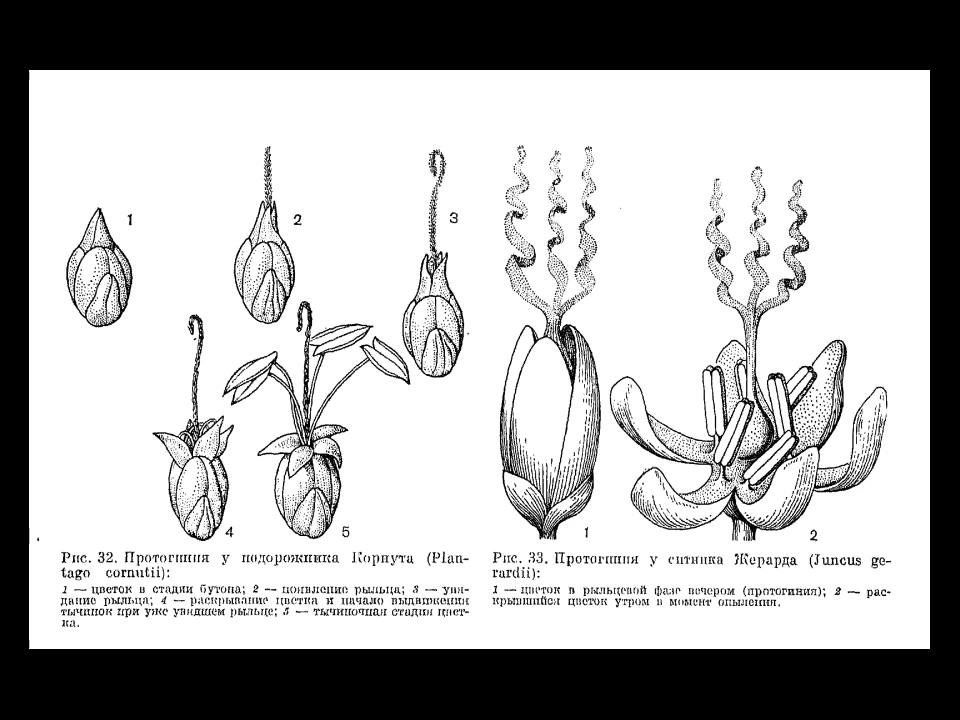 1
2
3
4
5
1
2
Рис. 32. Протогиния у подорожника Корнута (Plan-
tago cornutii):
1 — цветок в стадии бутона; 2 — появление рыльца; 3 — увя-
дание рыльца; 4 — раскрывание цветка и начало выдвижения
тычинок при уже увядшем рыльце; 5 — тычиночная стадия цвет-
ка.
Рис. 33. Протогиния у ситника Жерарда (Juncus ge-
rardii):
1 — цветок в рыльцевой фазе вечером (протогиния); 2 — рас-
крывшийся цветок утром в момент опыления.